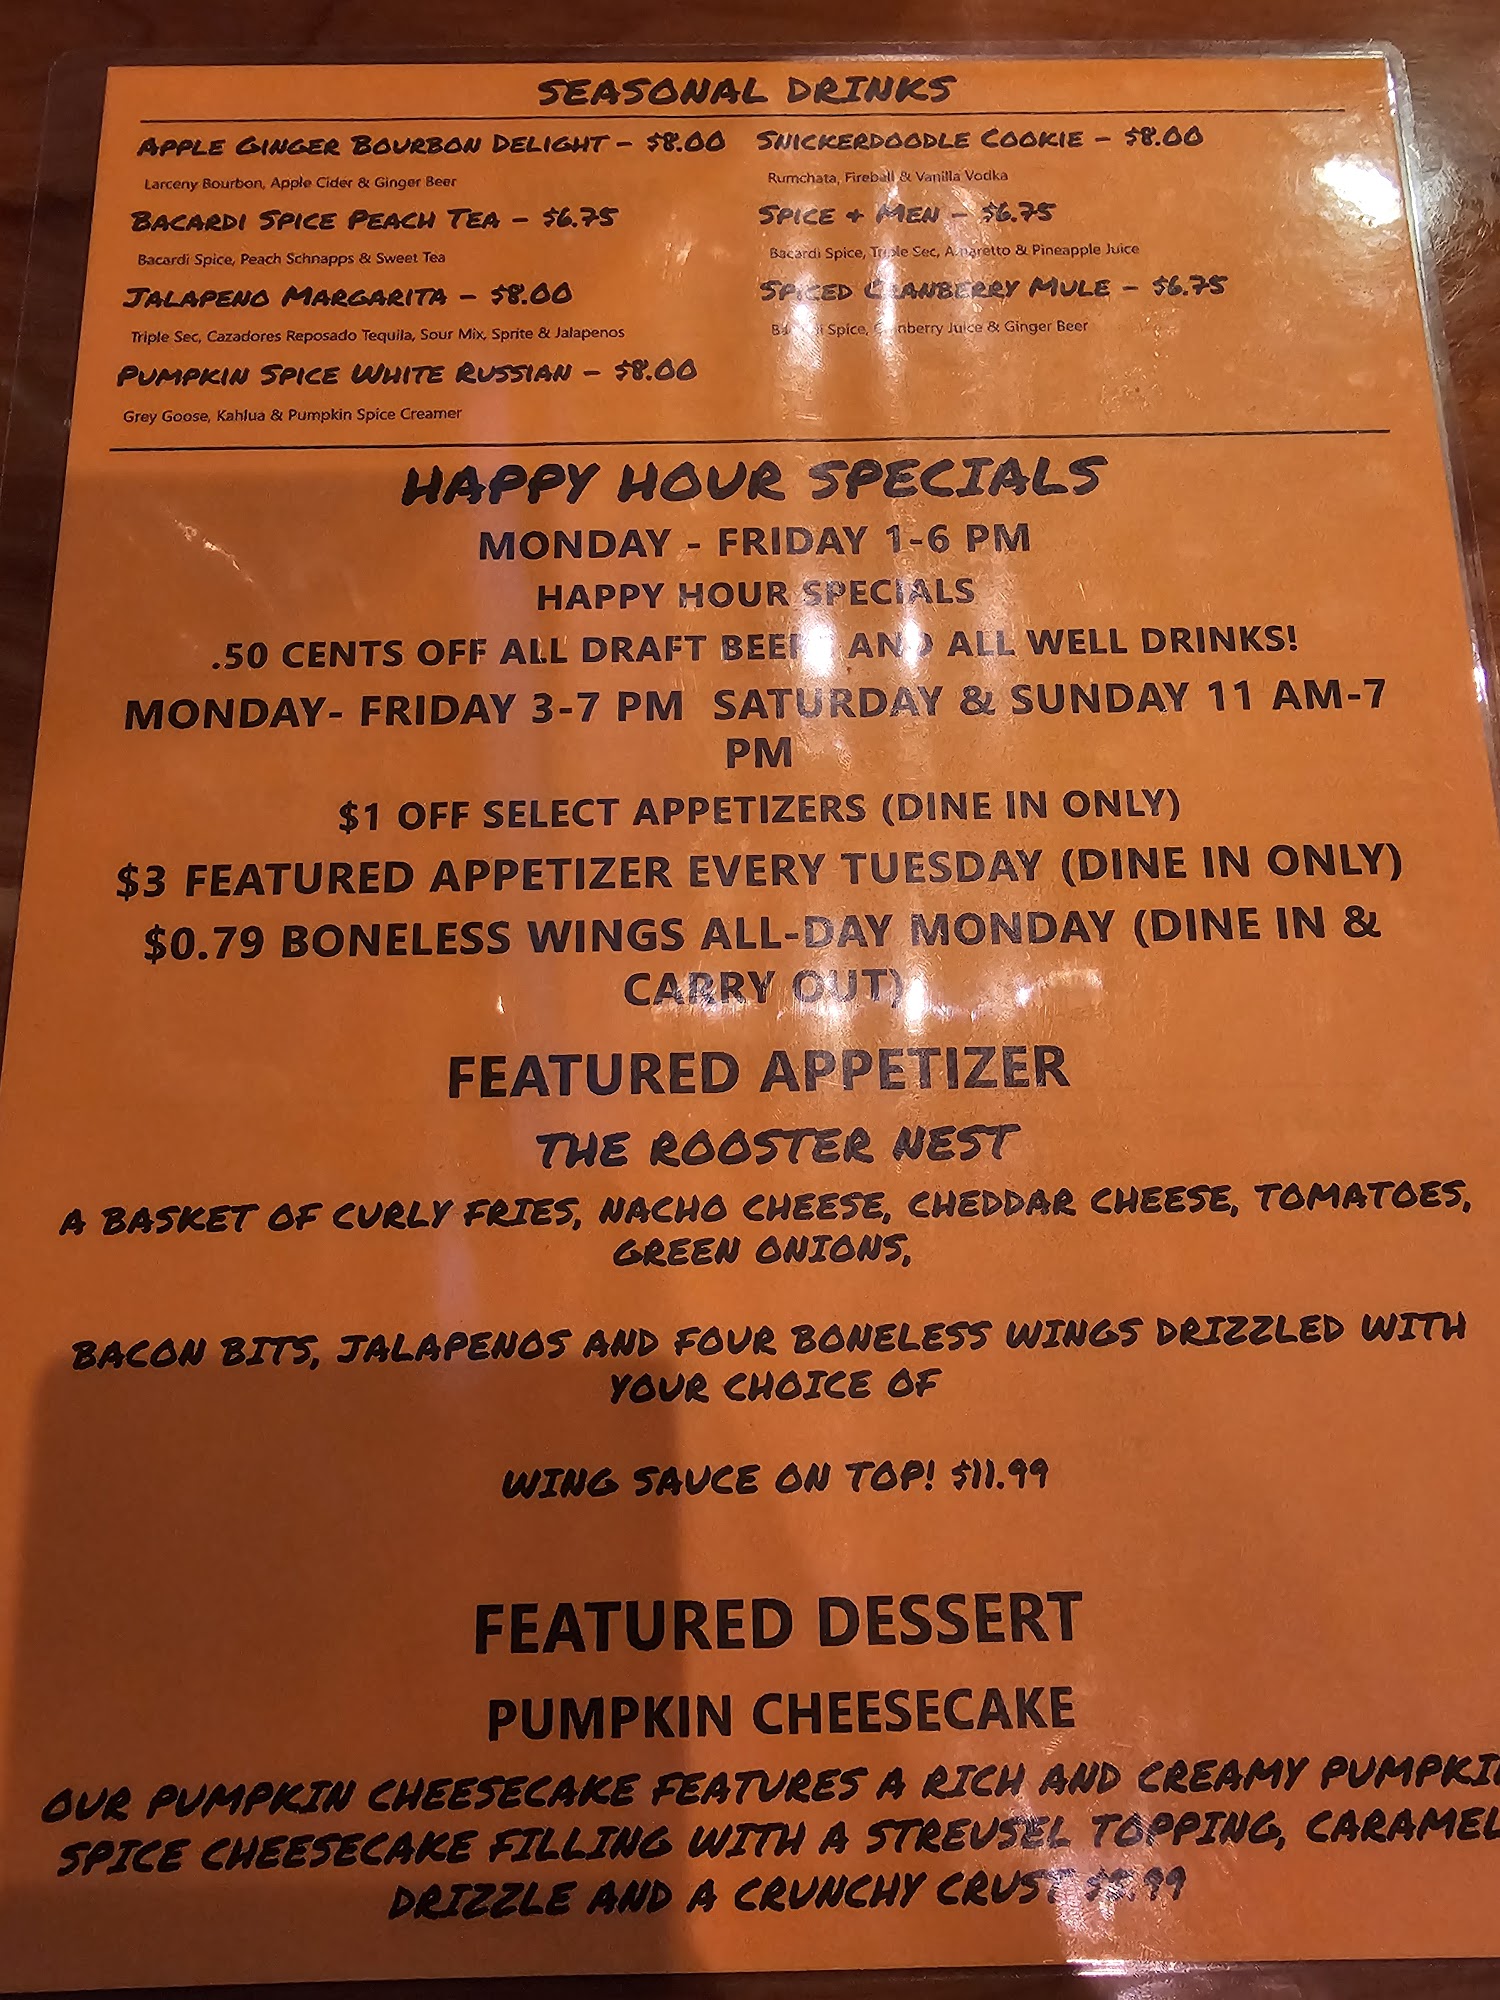 SEASONAL DRINKS
APPLE GINGER BOURBON DELIGHT - $8.00
Larceny Bourbon, Apple Cider & Ginger Beer
BACARDI SPICE PEACH TEA - $6.75
Bacardi Spice, Peach Schnapps & Sweet Tea
JALAPENO MARGARITA - $8.00
Triple Sec, Cazadores Reposado Tequila, Sour Mix, Sprite & Jalapenos
PUMPKIN SPICE WHITE RUSSIAN - $8.00
Grey Goose, Kahlua & Pumpkin Spice Creamer
SNICKERDOODLE COOKIE - $8.00
Rumchata, Fireball & Vanilla Vodka
SPICE + MEN - $6.75
Bacardi Spice, Triple Sec, Amaretto & Pineapple Juice
SPICED CRANBERRY MULE - $6.75
Bacardi Spice, Cranberry Juice & Ginger Beer
HAPPY HOUR SPECIALS
MONDAY - FRIDAY 1-6 PM
HAPPY HOUR SPECIALS
.50 CENTS OFF ALL DRAFT BEERS AND ALL WELL DRINKS!
MONDAY- FRIDAY 3-7 PM SATURDAY & SUNDAY 11 AM-7
PM
$1 OFF SELECT APPETIZERS (DINE IN ONLY)
$3 FEATURED APPETIZER EVERY TUESDAY (DINE IN ONLY)
$0.79 BONELESS WINGS ALL-DAY MONDAY (DINE IN &
CARRY OUT)
FEATURED APPETIZER
THE ROOSTER NEST
A BASKET OF CURLY FRIES, NACHO CHEESE, CHEDDAR CHEESE, TOMATOES,
GREEN ONIONS,
BACON BITS, JALAPENOS AND FOUR BONELESS WINGS DRIZZLED WITH
YOUR CHOICE OF
WING SAUCE ON TOP! $11.99
FEATURED DESSERT
PUMPKIN CHEESECAKE
OUR PUMPKIN CHEESECAKE FEATURES A RICH AND CREAMY PUMPKIN
SPICE CHEESECAKE FILLING WITH A STREUSEL TOPPING, CARAMEL
DRIZZLE AND A CRUNCHY CRUST